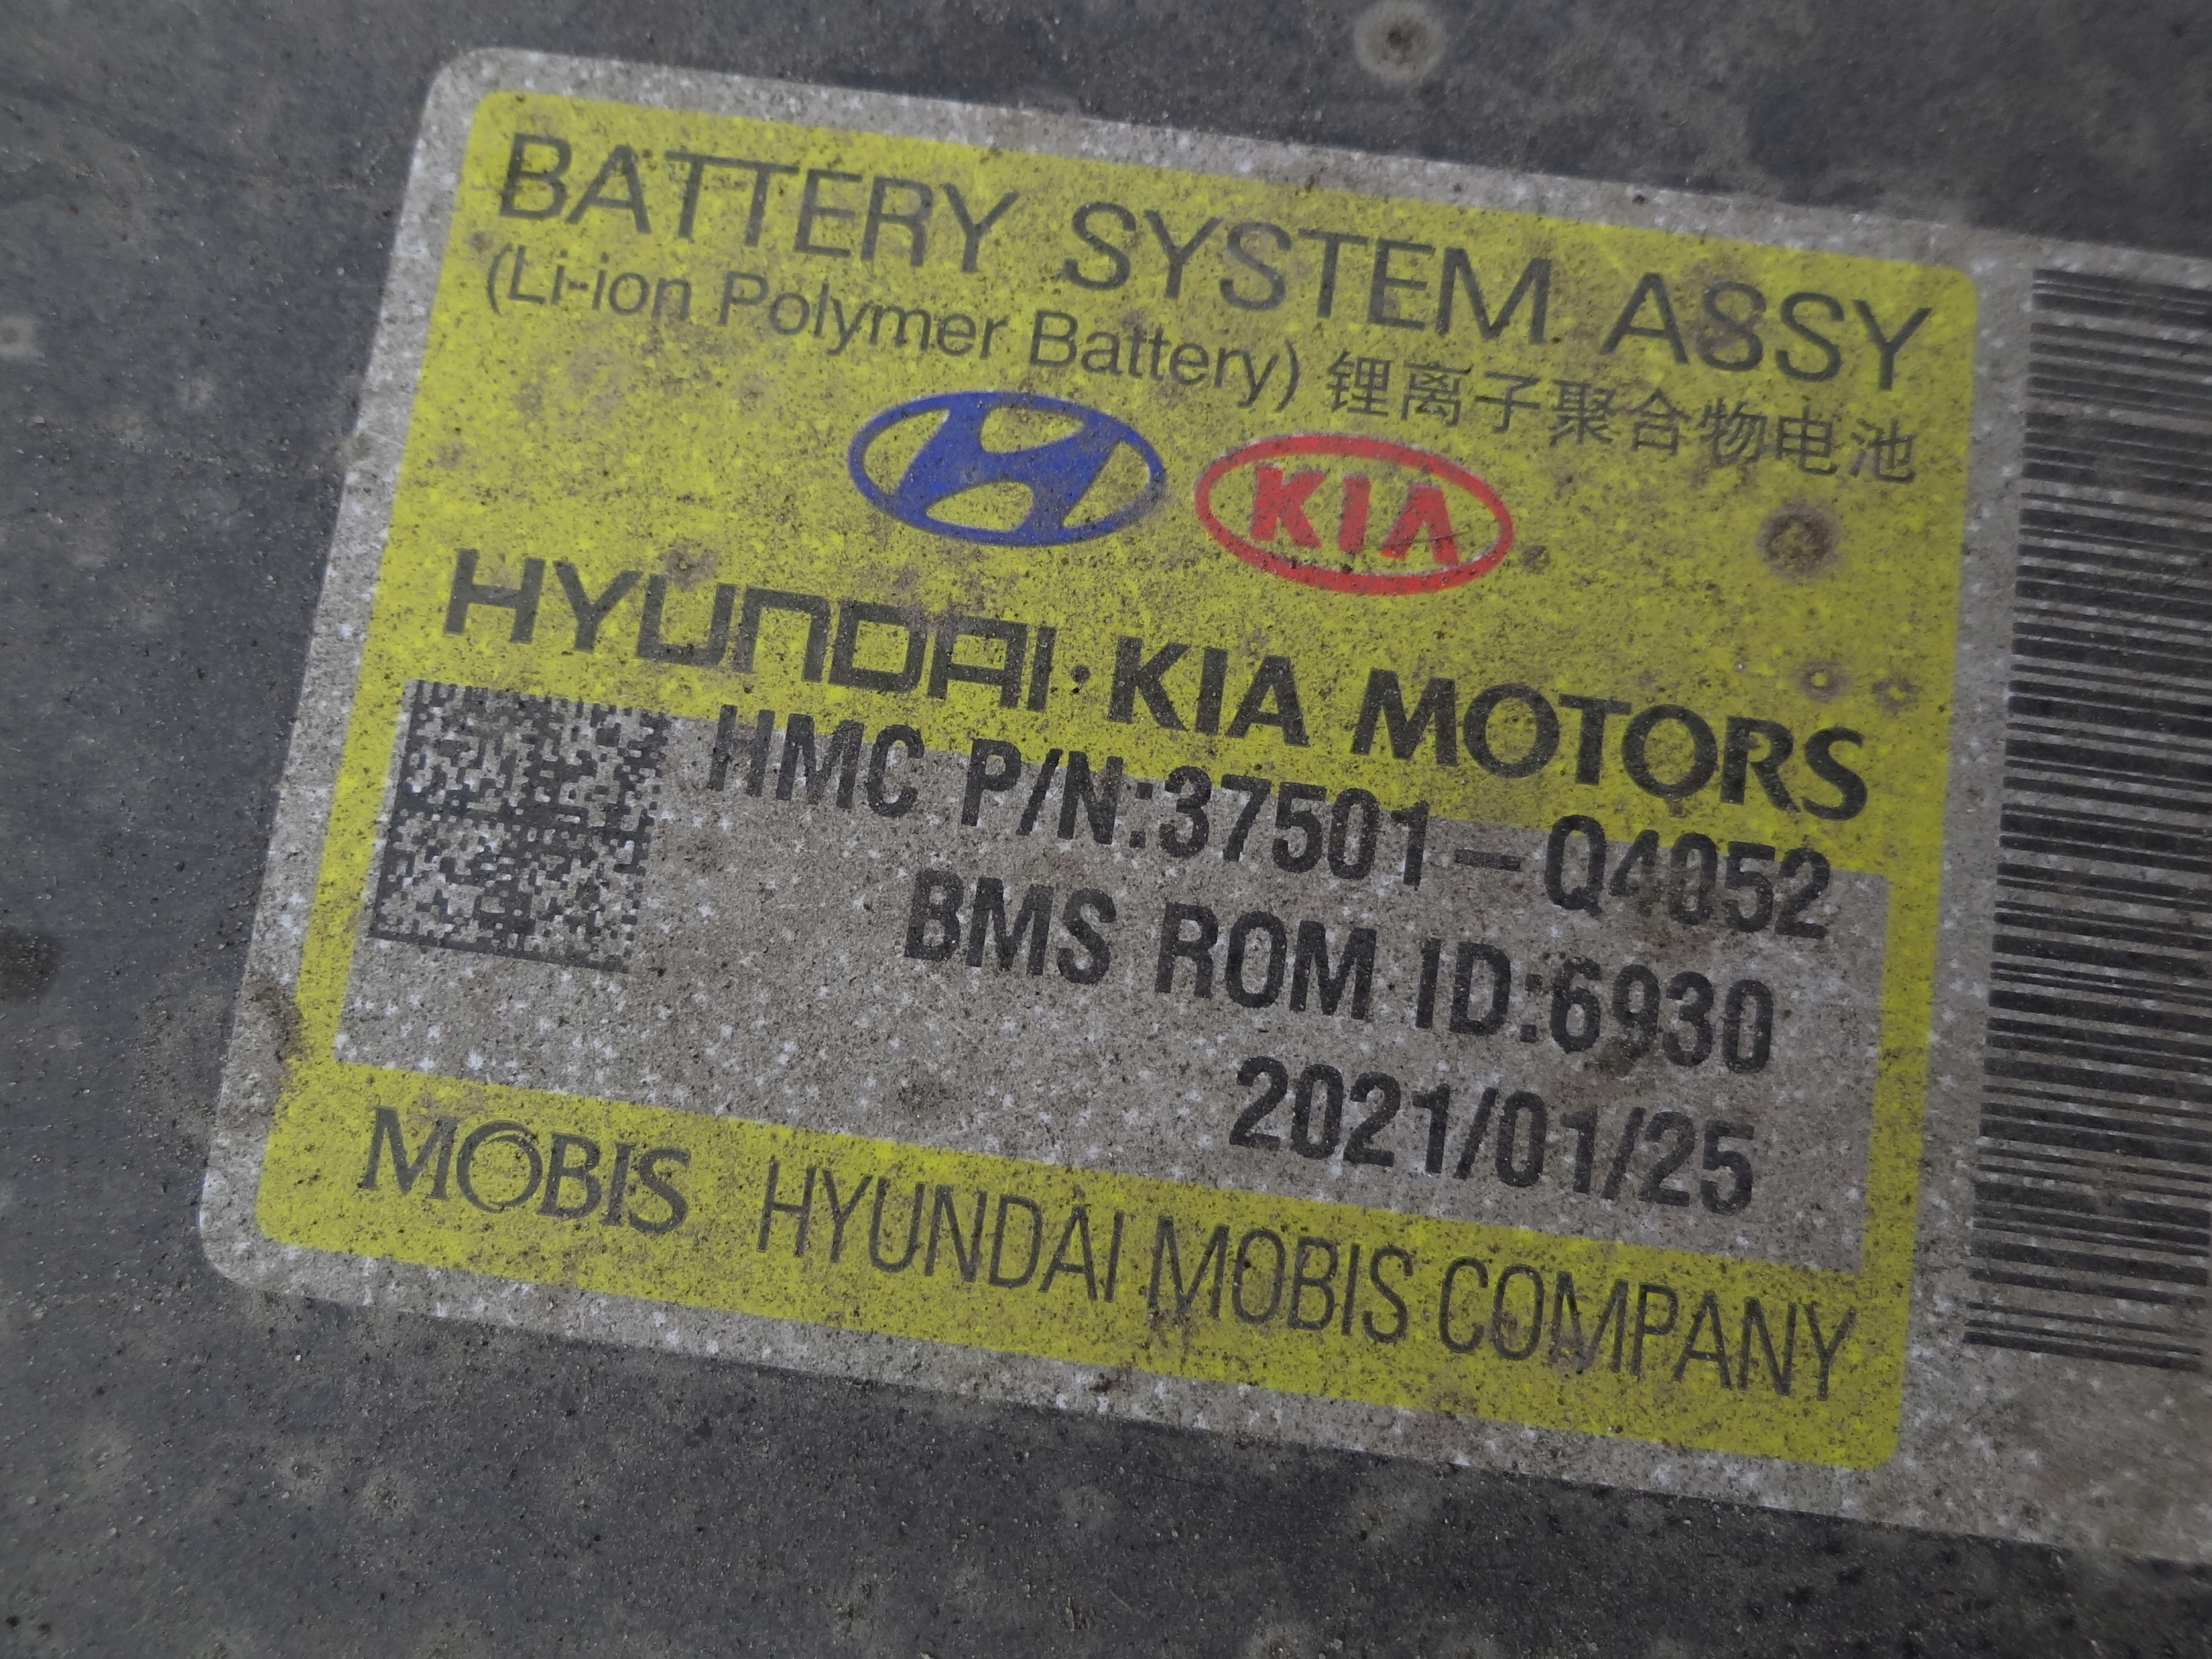 BATTERY SYSTEM ASSY
(Li-ion Polymer Battery) 锂离子聚合物电池
KIA
HYUNDAI·KIA MOTORS
HMC P/N:37501-Q4052
BMS ROM ID:6930
2021/01/25
MOBIS HYUNDAI MOBIS COMPANY